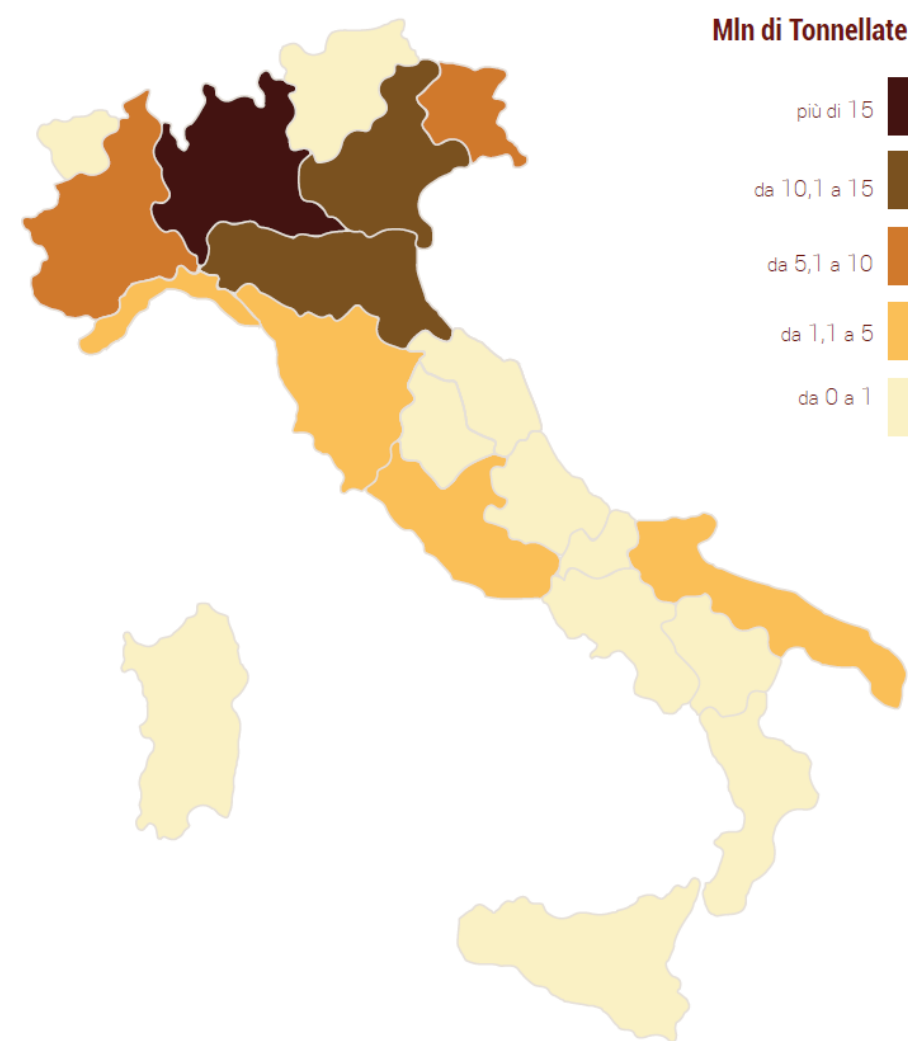 Mln di Tonnellate
più di 15
da 10,1 a 15
da 5,1 a 10
da 1,1 a 5
da 0 a 1